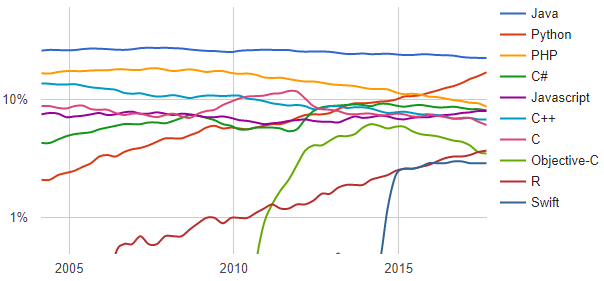 Java
Python
PHP
C#
Javascript
C++
C
Objective-C
R
Swift
10%
1%
2005 2010 2015